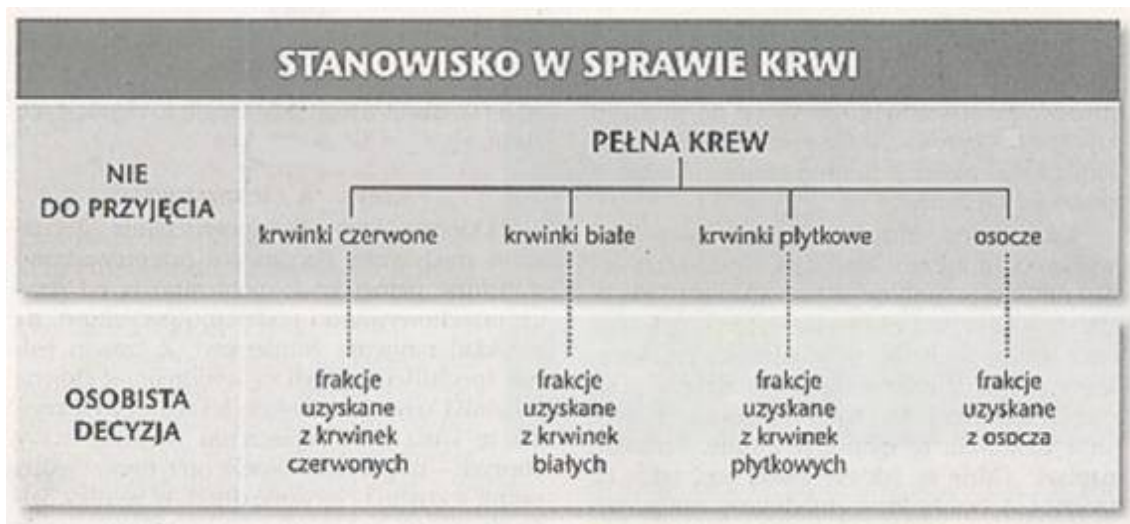 STANOWISKO W SPRAWIE KRWI
PEŁNA KREW
NIE
DO PRZYJĘCIA
krwinki czerwone
krwinki białe
krwinki płytkowe
osocze
OSOBISTA
DECYZJA
frakcje
uzyskane
z krwinek
czerwonych
frakcje
uzyskane
z krwinek
białych
frakcje
uzyskane
z krwinek
płytkowych
frakcje
uzyskane
z osocza